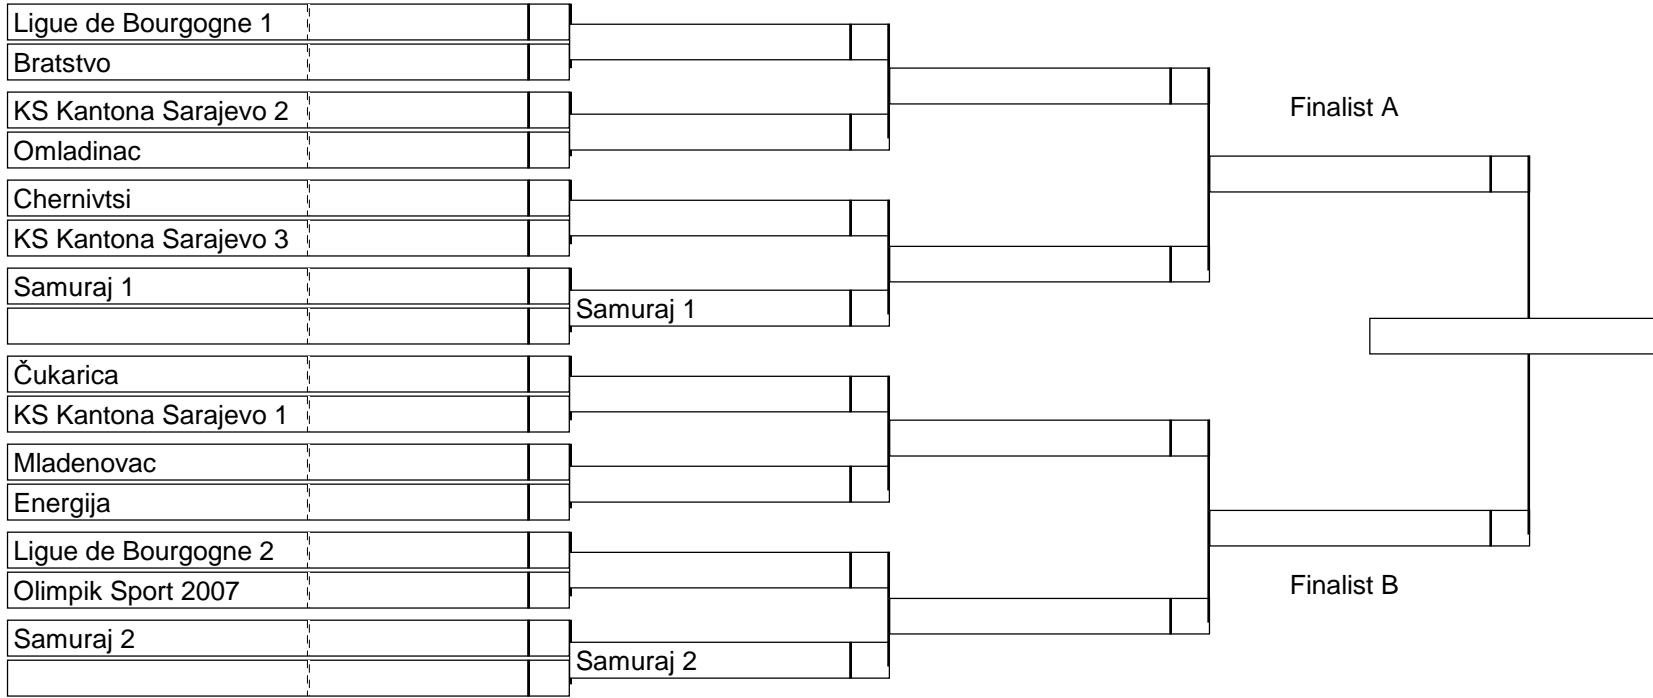 Ligue de Bourgogne 1
Bratstvo
KS Kantona Sarajevo 2
Omladinac
Chernivtsi
KS Kantona Sarajevo 3
Samuraj 1
Samuraj 1
Čukarica
KS Kantona Sarajevo 1
Mladenovac
Energija
Ligue de Bourgogne 2
Olimpik Sport 2007
Samuraj 2
Samuraj 2
Finalist A
Finalist B